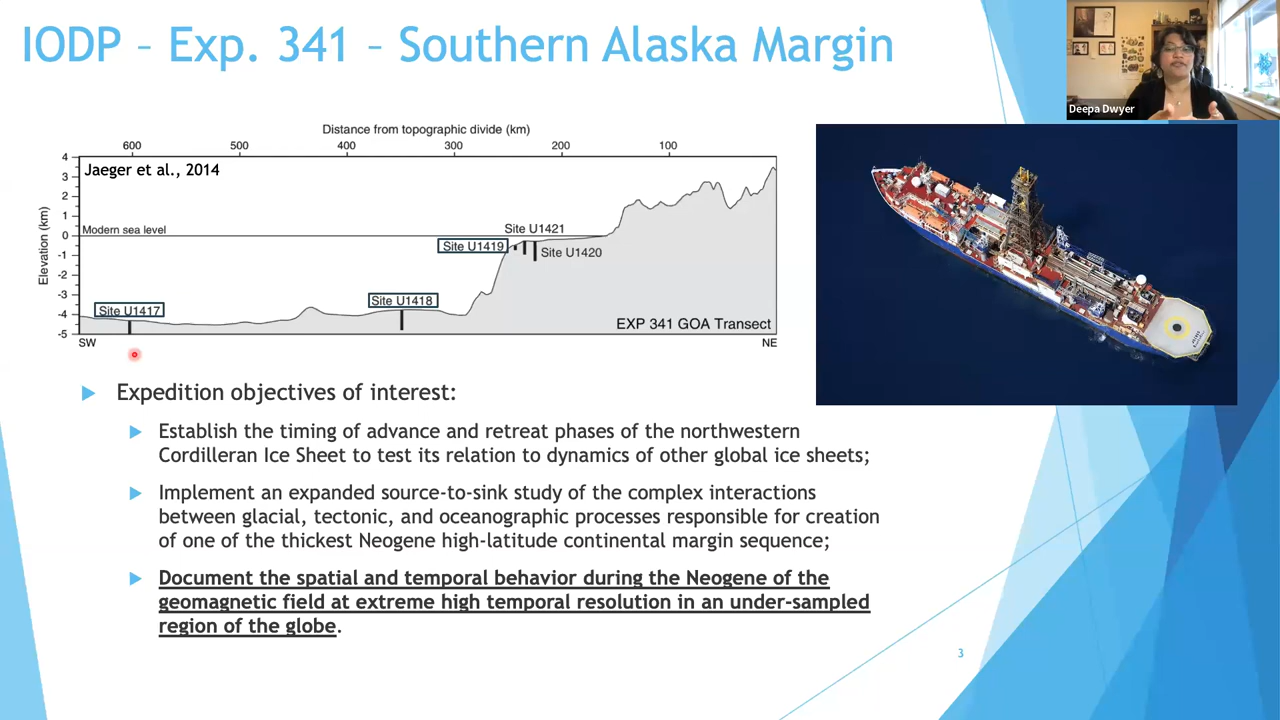 IODP – Exp. 341 – Southern Alaska Margin
Deepa Dwyer
Distance from topographic divide (km)
600 500 400 300 200 100
Jaeger et al., 2014
Elevation (km)
4
3
2
1
0
-1
-2
-3
-4
-5
Modern sea level
Site U1421
Site U1419
Site U1420
Site U1418
Site U1417
EXP 341 GOA Transect
SW
NE
Expedition objectives of interest:
Establish the timing of advance and retreat phases of the northwestern
Cordilleran Ice Sheet to test its relation to dynamics of other global ice sheets;
Implement an expanded source-to-sink study of the complex interactions
between glacial, tectonic, and oceanographic processes responsible for creation
of one of the thickest Neogene high-latitude continental margin sequence;
Document the spatial and temporal behavior during the Neogene of the
geomagnetic field at extreme high temporal resolution in an under-sampled
region of the globe.
3